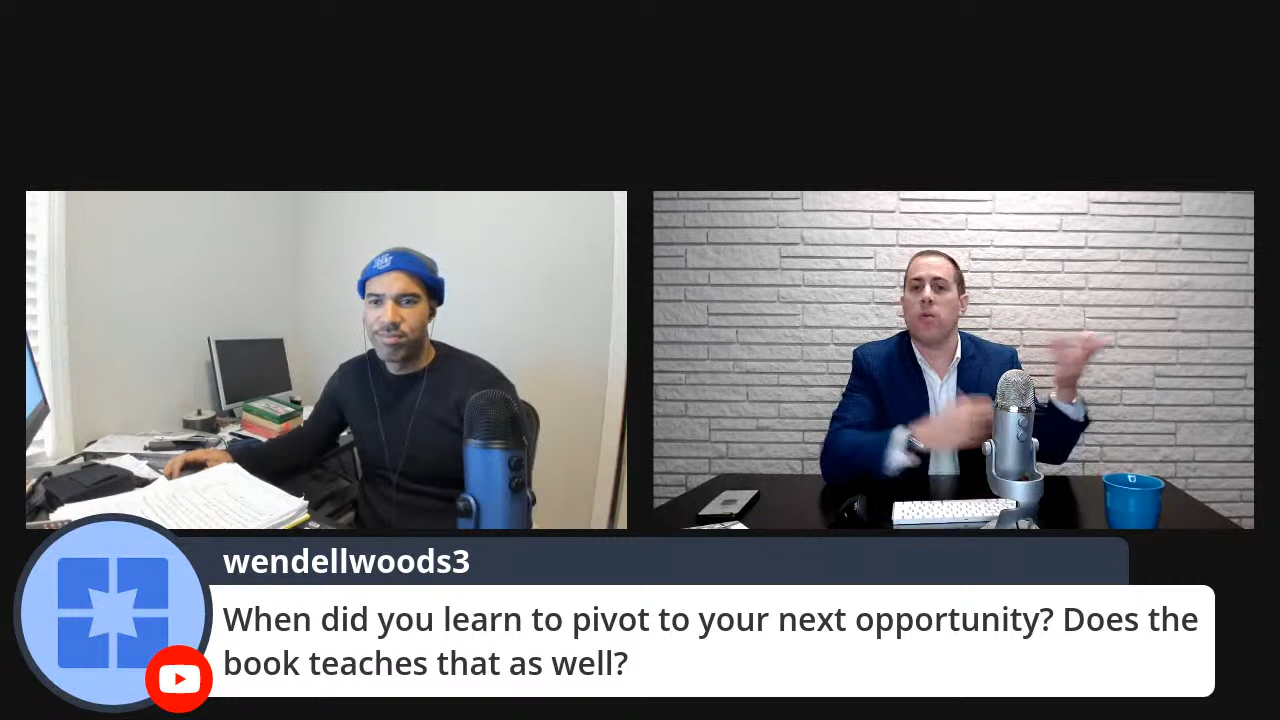 wendellwoods3
When did you learn to pivot to your next opportunity? Does the
book teaches that as well?